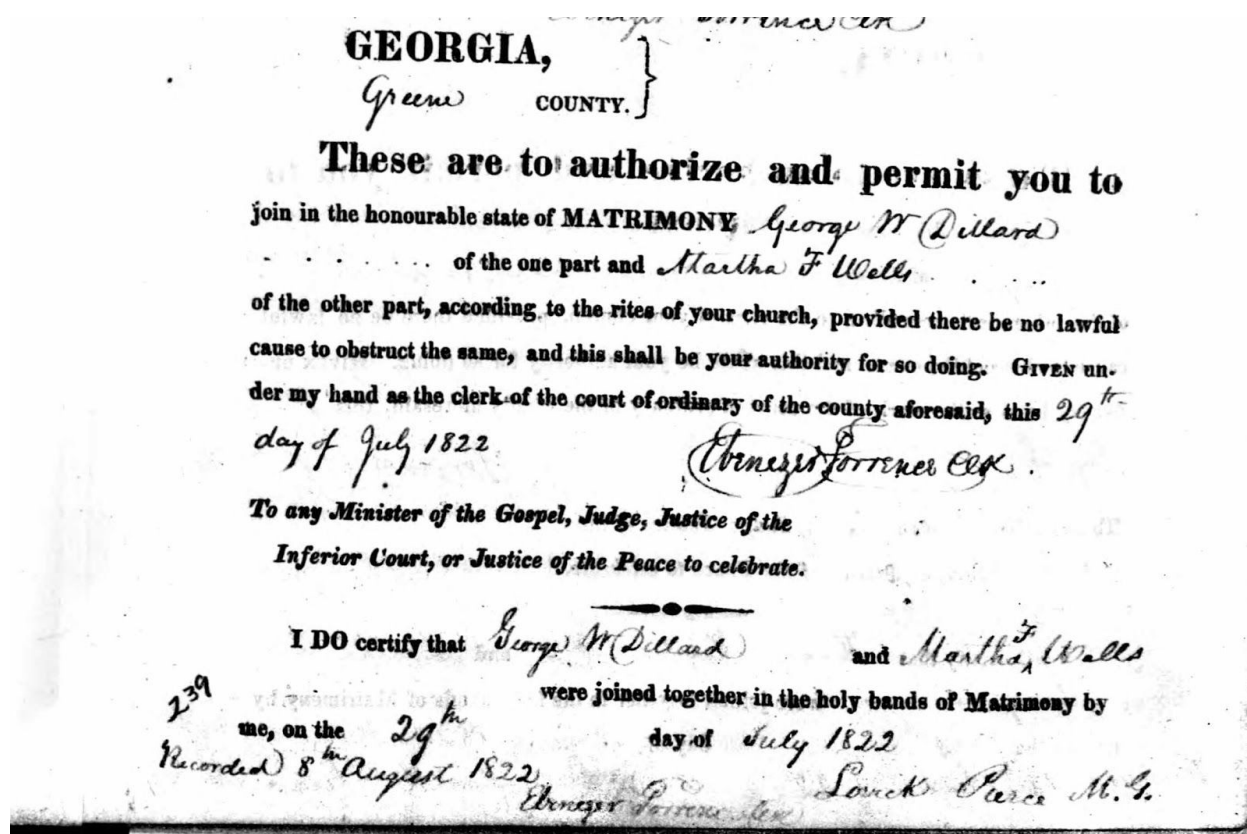 Ebenezer Torrence Clk
GEORGIA,
Greene COUNTY.
These are to authorize and permit you to
join in the honourable state of MATRIMONY, George W Dillard
of the one part and Martha F Wells
of the other part, according to the rites of your church, provided there be no lawful
cause to obstruct the same, and this shall be your authority for so doing. GIVEN un-
der my hand as the clerk of the court of ordinary of the county aforesaid, this 29th
day of July 1822 Ebenezer Torrence Clk.
To any Minister of the Gospel, Judge, Justice of the
Inferior Court, or Justice of the Peace to celebrate.
I DO certify that George W Dillard and Martha F Wells
were joined together in the holy bands of Matrimony by
239
me, on the 29th day of July 1822
Recorded 8th August 1822 Lovick Pierce M. G.
Ebenezer Torrence Clk